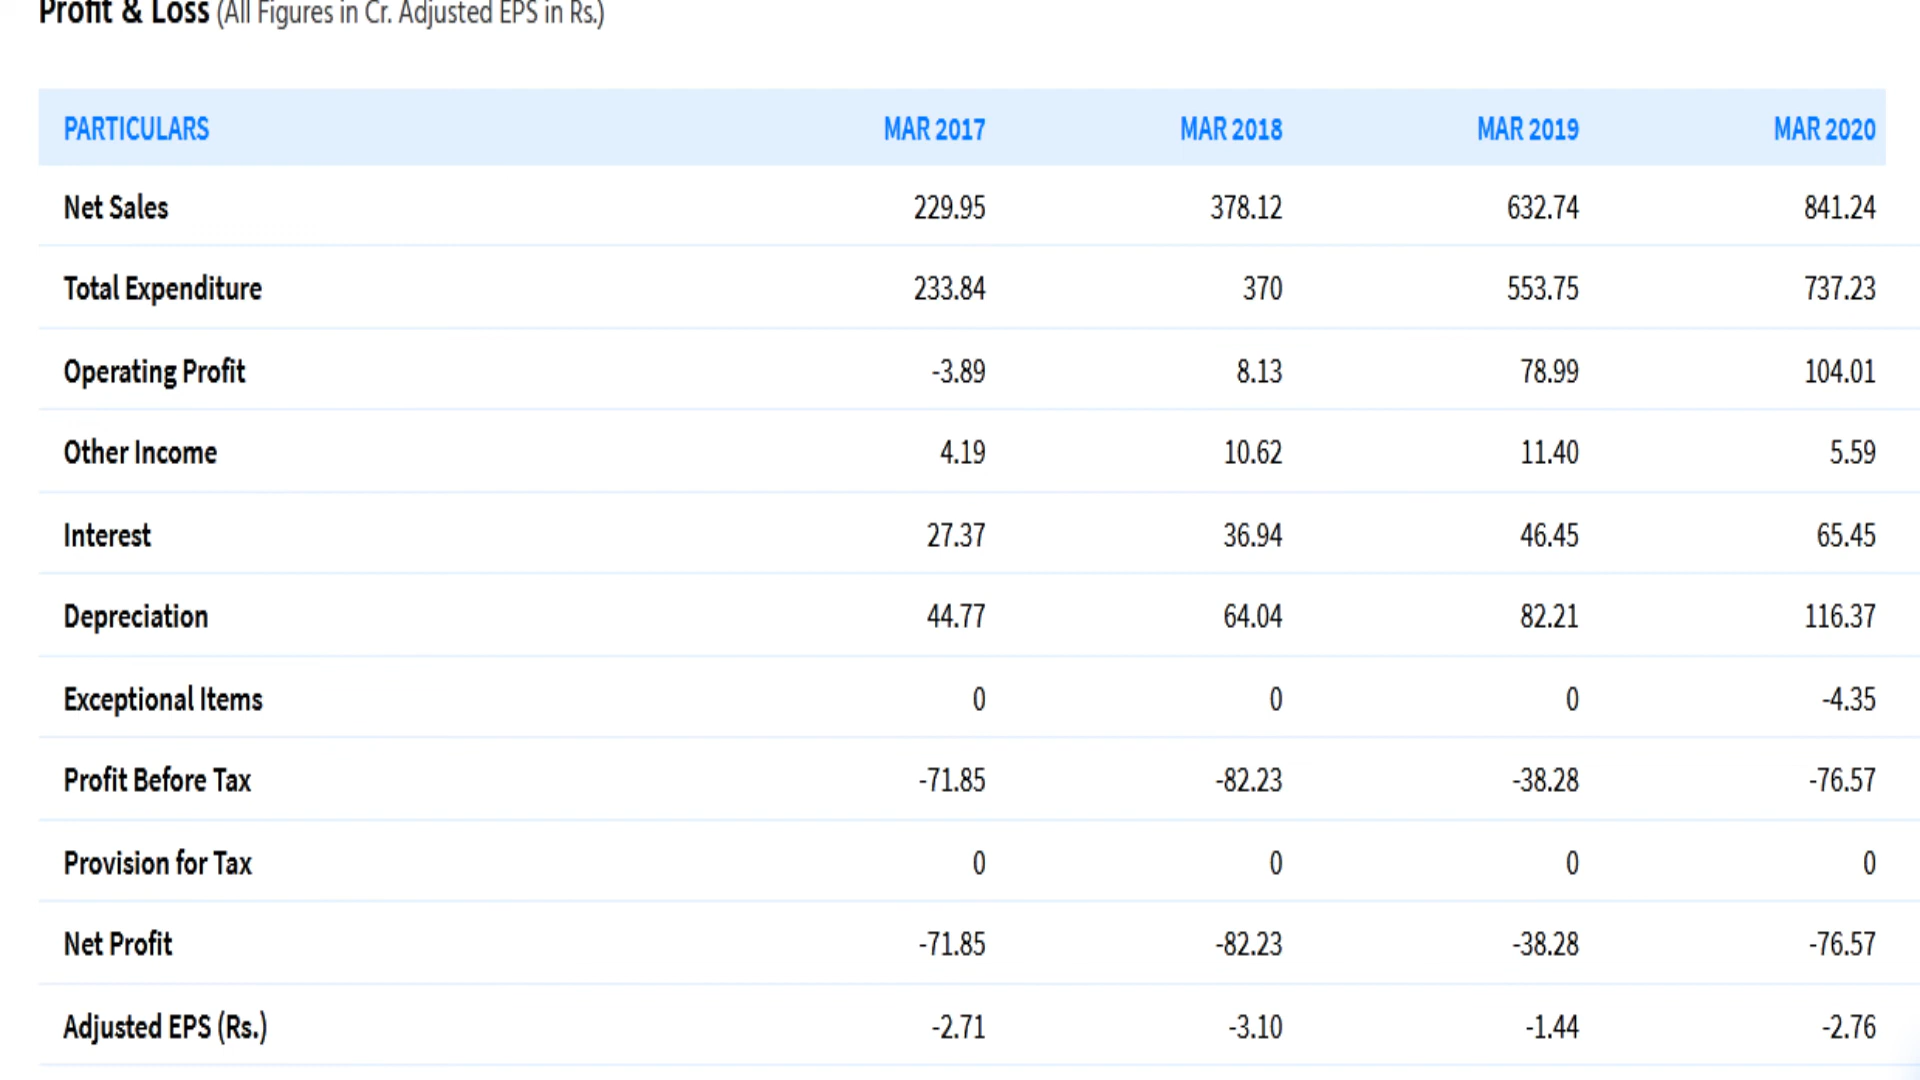 Profit & Loss (All Figures in Cr. Adjusted EPS in Rs.)
PARTICULARS MAR 2017 MAR 2018 MAR 2019 MAR 2020
Net Sales 229.95 378.12 632.74 841.24
Total Expenditure 233.84 370 553.75 737.23
Operating Profit -3.89 8.13 78.99 104.01
Other Income 4.19 10.62 11.40 5.59
Interest 27.37 36.94 46.45 65.45
Depreciation 44.77 64.04 82.21 116.37
Exceptional Items 0 0 0 -4.35
Profit Before Tax -71.85 -82.23 -38.28 -76.57
Provision for Tax 0 0 0 0
Net Profit -71.85 -82.23 -38.28 -76.57
Adjusted EPS (Rs.) -2.71 -3.10 -1.44 -2.76